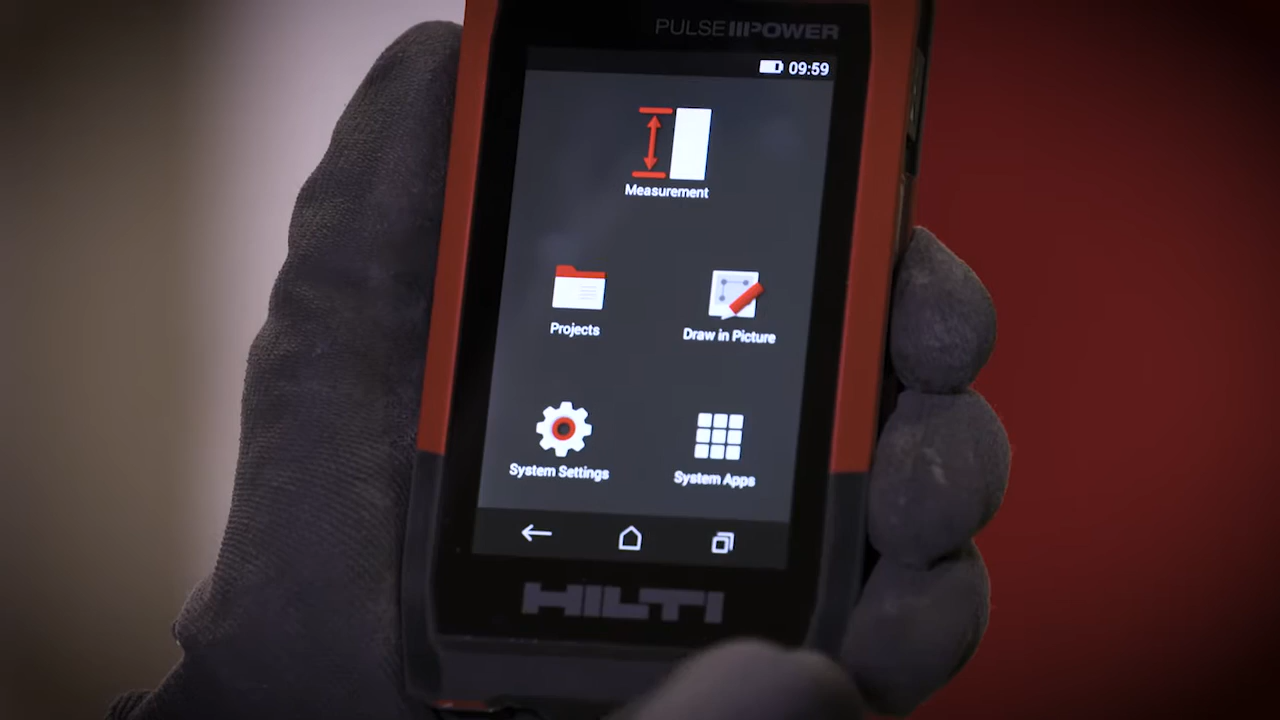 PULSE POWER
09:59
Measurement
Projects
Draw in Picture
System Settings
System Apps
HILTI